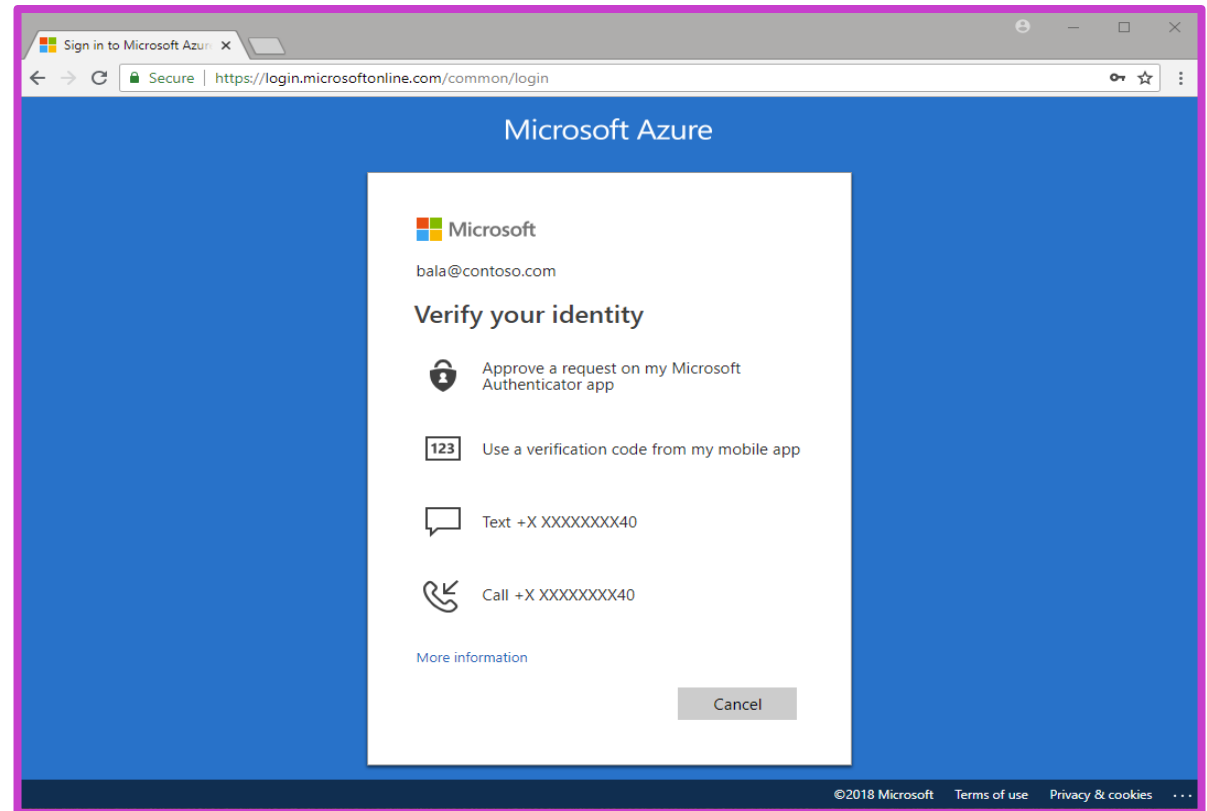 Sign in to Microsoft Azur
Secure | https://login.microsoftonline.com/common/login
Microsoft Azure
Microsoft
bala@contoso.com
Verify your identity
Approve a request on my Microsoft
Authenticator app
123 Use a verification code from my mobile app
Text +X XXXXXXXX40
Call +X XXXXXXXX40
More information
Cancel
©2018 Microsoft Terms of use Privacy & cookies ...